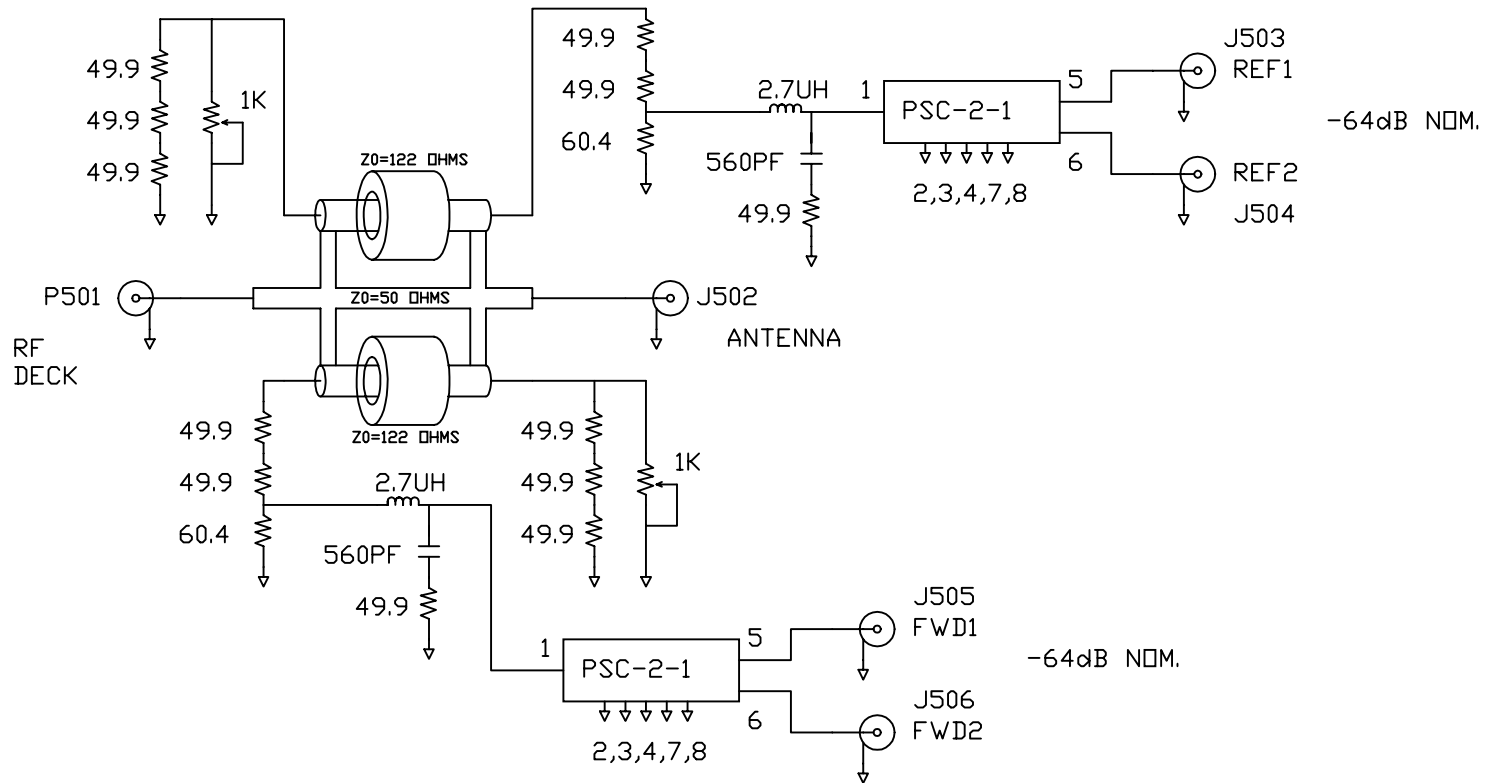 49.9
49.9
49.9
1K
Z0=122 OHMS
49.9
49.9
60.4
2.7UH
560PF
49.9
1
PSC-2-1
5
6
2,3,4,7,8
J503
REF1
REF2
J504
-64dB NOM.
P501
RF
DECK
Z0=50 OHMS
J502
ANTENNA
Z0=122 OHMS
49.9
49.9
60.4
2.7UH
560PF
49.9
49.9
49.9
49.9
1K
1
PSC-2-1
5
6
2,3,4,7,8
J505
FWD1
J506
FWD2
-64dB NOM.